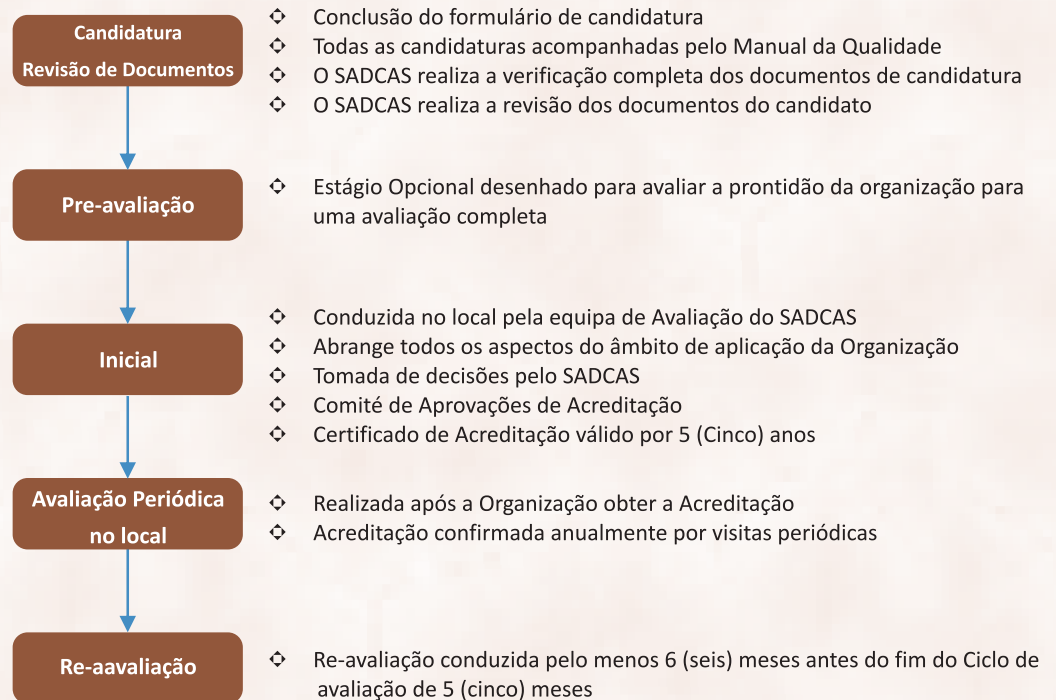 Candidatura
Revisão de Documentos
Conclusão do formulário de candidatura
Todas as candidaturas acompanhadas pelo Manual da Qualidade
O SADCAS realiza a verificação completa dos documentos de candidatura
O SADCAS realiza a revisão dos documentos do candidato
Pre-avaliação
Estágio Opcional desenhado para avaliar a prontidão da organização para
uma avaliação completa
Inicial
Conduzida no local pela equipa de Avaliação do SADCAS
Abrange todos os aspectos do âmbito de aplicação da Organização
Tomada de decisões pelo SADCAS
Comité de Aprovações de Acreditação
Certificado de Acreditação válido por 5 (Cinco) anos
Avaliação Periódica
no local
Realizada após a Organização obter a Acreditação
Acreditação confirmada anualmente por visitas periódicas
Re-aavaliação
Re-avaliação conduzida pelo menos 6 (seis) meses antes do fim do Ciclo de
avaliação de 5 (cinco) meses